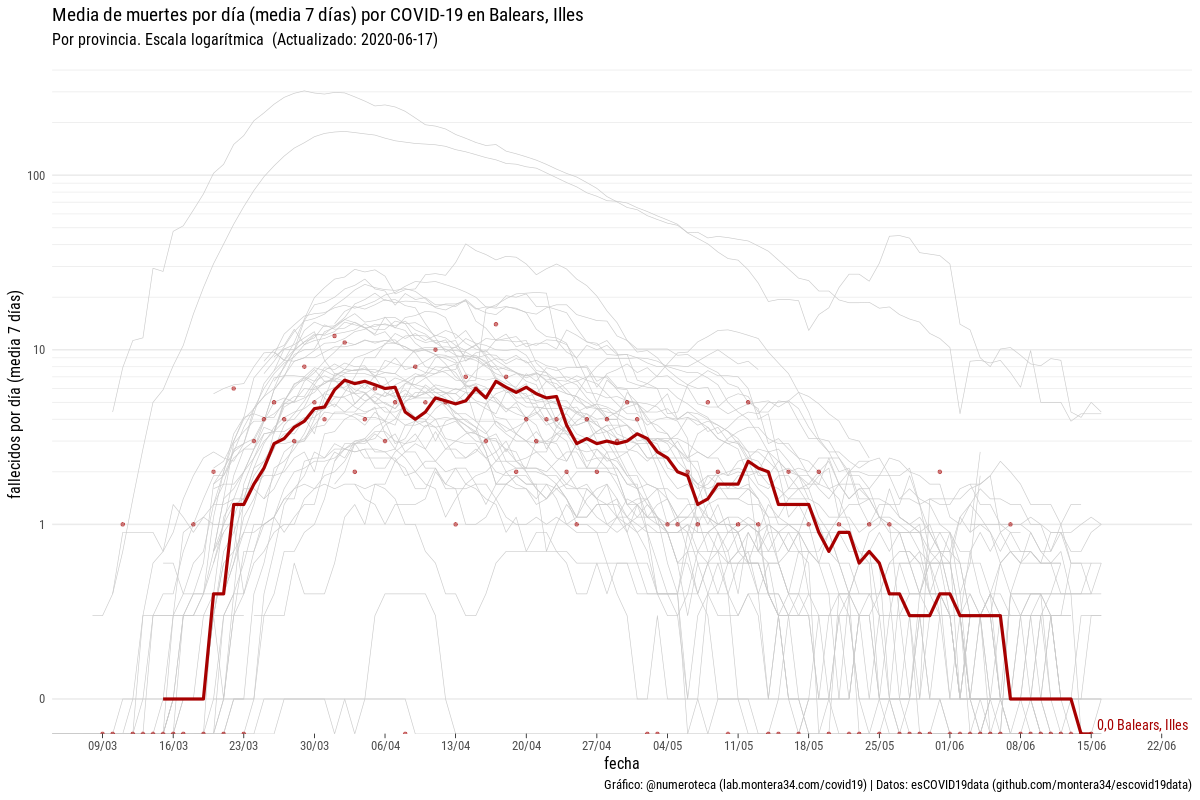 Media de muertes por día (media 7 días) por COVID-19 en Balears, Illes
Por provincia. Escala logarítmica (Actualizado: 2020-06-17)
fallecidos por día (media 7 días)
100
10
1
0
0,0 Balears, Illes
09/03 16/03 23/03 30/03 06/04 13/04 20/04 27/04 04/05 11/05 18/05 25/05 01/06 08/06 15/06 22/06
fecha
Gráfico: @numeroteca (lab.montera34.com/covid19) | Datos: esCOVID19data (github.com/montera34/escovid19data)